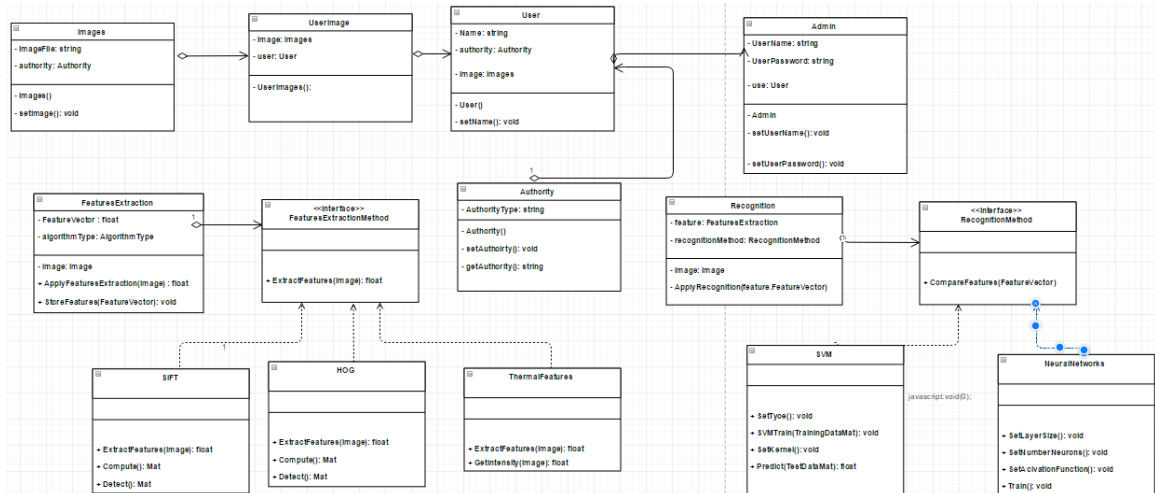 Images
- ImageFile: string
- authority: Authority
- Images()
- setImage(): void
UserImage
- Image: Images
- user: User
- UserImages():
User
- Name: string
- authority: Authority
- Image: Images
- User()
- setName(): void
Admin
- UserName: string
- UserPassword: string
- use: User
- Admin
- setUserName(): void
- setUserPassword(): void
1
Authority
- AuthorityType: string
- Authority()
- setAuthoirty(): void
- getAuthority(): string
FeaturesExtraction
- FeatureVector : float
- algorithmType: AlgorithmType
- Image: Image
+ ApplyFeaturesExtraction(Image) : float
+ StoreFeatures(FeatureVector): void
1
<<Interface>>
FeaturesExtractionMethod
+ ExtractFeatures(Image): float
Recognition
- feature: FeaturesExtraction
- recognitionMethod: RecognitionMethod
- Image: Image
- ApplyRecognition(feature.FeatureVector)
<<Interface>>
RecognitionMethod
+ CompareFeatures(FeatureVector)
1
SIFT
+ ExtractFeatures(Image): float
+ Compute(): Mat
+ Detect(): Mat
HOG
+ ExtractFeatures(Image): float
+ Compute(): Mat
+ Detect(): Mat
ThermalFeatures
+ ExtractFeatures(Image): float
+ GetIntensity(Image): float
SVM
+ SetTyoe(): void
+ SVMTrain(TrainingDataMat): void
+ SetKernel(): void
+ Predict(TestDataMat): float
javascript:void(0);
NeuralNetworks
+ SetLayerSize(): void
+ SetNumberNeurons(): void
+ SetAcivationFunction(): void
+ Train(): void